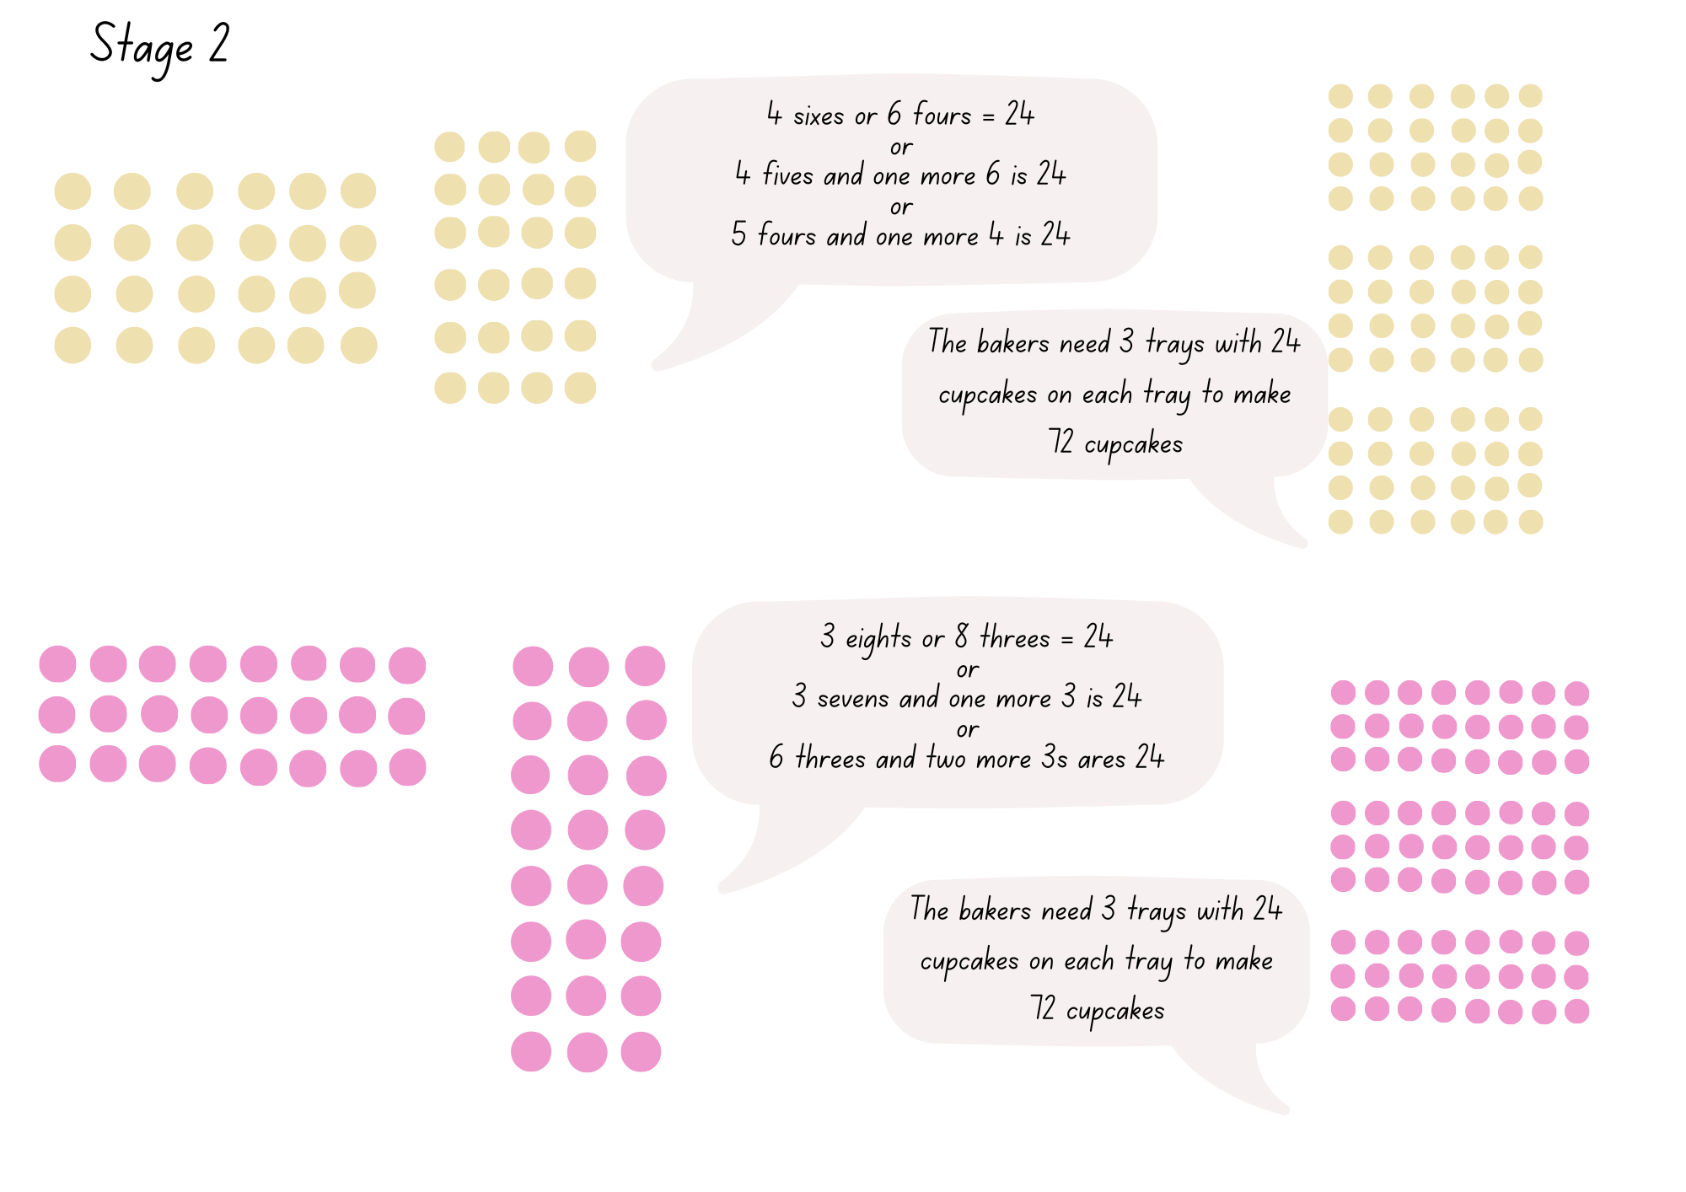 Stage 2
4 sixes or 6 fours = 24
or
4 fives and one more 6 is 24
or
5 fours and one more 4 is 24
The bakers need 3 trays with 24
cupcakes on each tray to make
72 cupcakes
3 eights or 8 threes = 24
or
3 sevens and one more 3 is 24
or
6 threes and two more 3s ares 24
The bakers need 3 trays with 24
cupcakes on each tray to make
72 cupcakes